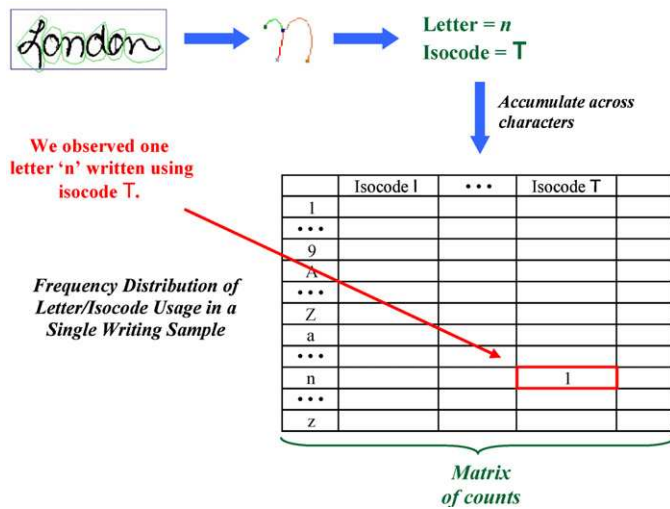 London
Letter = n
Isocode = T
Accumulate across
characters
We observed one
letter ‘n’ written using
isocode T.
Isocode I ••• Isocode T
1
•••
9
A
•••
Z
a
•••
n 1
•••
z
Frequency Distribution of
Letter/Isocode Usage in a
Single Writing Sample
Matrix
of counts